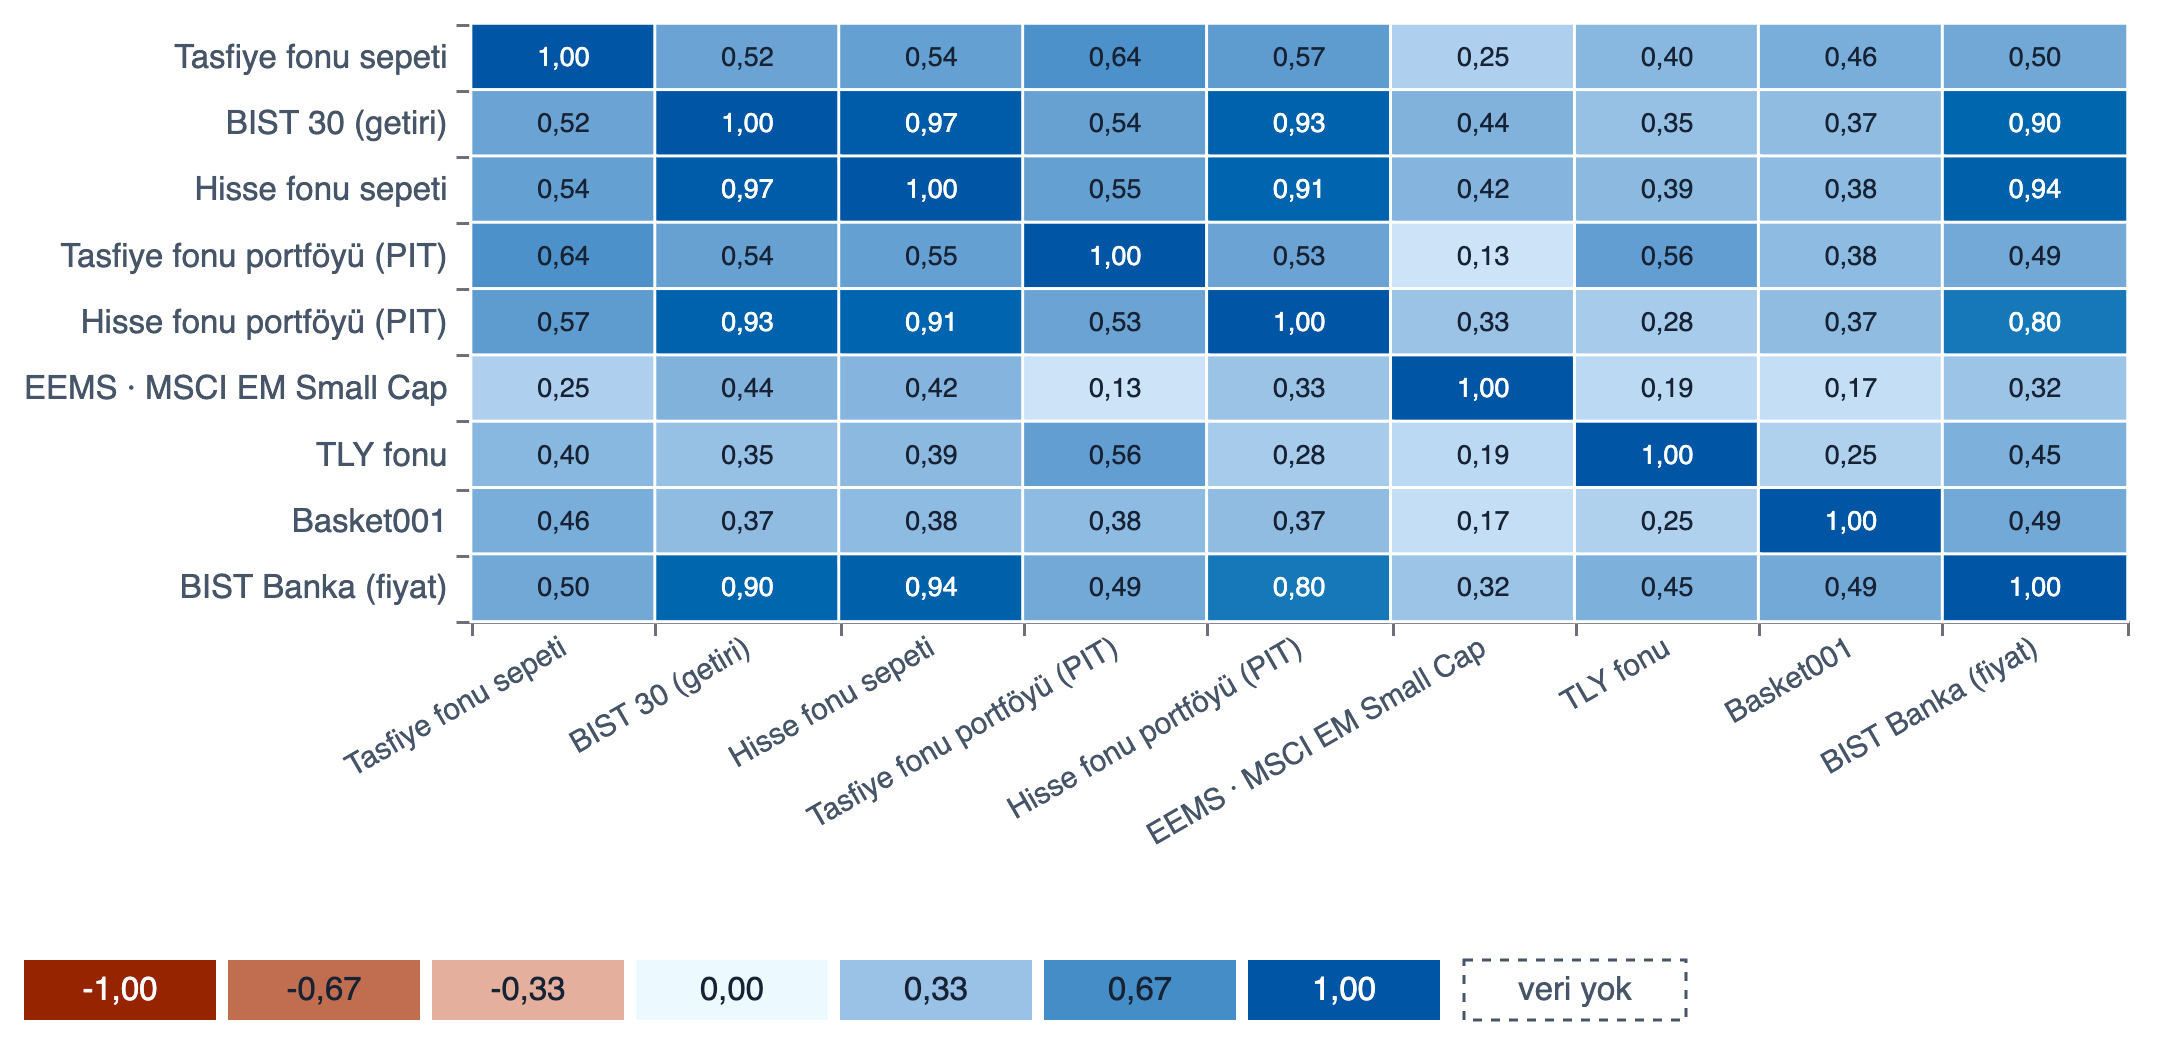 Tasfiye fonu sepeti 1,00 0,52 0,54 0,64 0,57 0,25 0,40 0,46 0,50
BIST 30 (getiri) 0,52 1,00 0,97 0,54 0,93 0,44 0,35 0,37 0,90
Hisse fonu sepeti 0,54 0,97 1,00 0,55 0,91 0,42 0,39 0,38 0,94
Tasfiye fonu portföyü (PIT) 0,64 0,54 0,55 1,00 0,53 0,13 0,56 0,38 0,49
Hisse fonu portföyü (PIT) 0,57 0,93 0,91 0,53 1,00 0,33 0,28 0,37 0,80
EEMS · MSCI EM Small Cap 0,25 0,44 0,42 0,13 0,33 1,00 0,19 0,17 0,32
TLY fonu 0,40 0,35 0,39 0,56 0,28 0,19 1,00 0,25 0,45
Basket001 0,46 0,37 0,38 0,38 0,37 0,17 0,25 1,00 0,49
BIST Banka (fiyat) 0,50 0,90 0,94 0,49 0,80 0,32 0,45 0,49 1,00
Tasfiye fonu sepeti
BIST 30 (getiri)
Hisse fonu sepeti
Tasfiye fonu portföyü (PIT)
Hisse fonu portföyü (PIT)
EEMS · MSCI EM Small Cap
TLY fonu
Basket001
BIST Banka (fiyat)
-1,00 -0,67 -0,33 0,00 0,33 0,67 1,00 veri yok